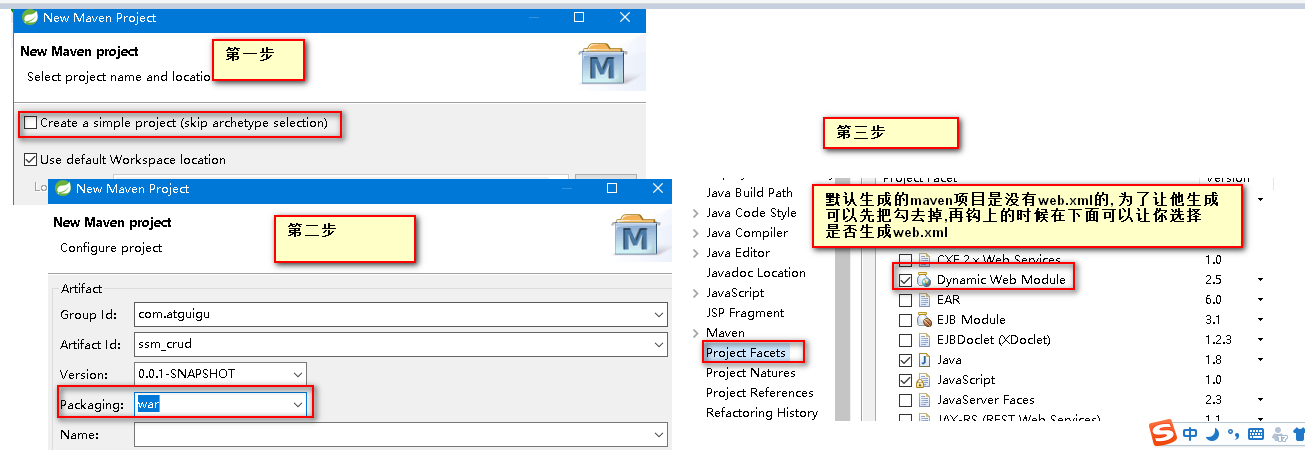 New Maven Project
New Maven project
第一步
Select project name and locatio
Create a simple project (skip archetype selection)
Use default Workspace location
Lo
New Maven Project
New Maven project
第二步
Configure project
Artifact
Group Id: com.atguigu
Artifact Id: ssm_crud
Version: 0.0.1-SNAPSHOT
Packaging: war
Name:
第三步
Project Facet Version
Java Build Path
Java Code Style
Java Compiler
Java Editor
Javadoc Location
JavaScript
JSP Fragment
Maven
Project Facets
Project Natures
Project References
Refactoring History
默认生成的maven项目是没有web.xml的, 为了让他生成
可以先把勾去掉,再钩上的时候在下面可以让你选择
是否生成web.xml
CXF 2.x Web Services 1.0
Dynamic Web Module 2.5
EAR 6.0
EJB Module 3.1
EJBDoclet (XDoclet) 1.2.3
Java 1.8
JavaScript 1.0
JavaServer Faces 2.3
JAX-RS (REST Web Services) 1.1
S 中
17